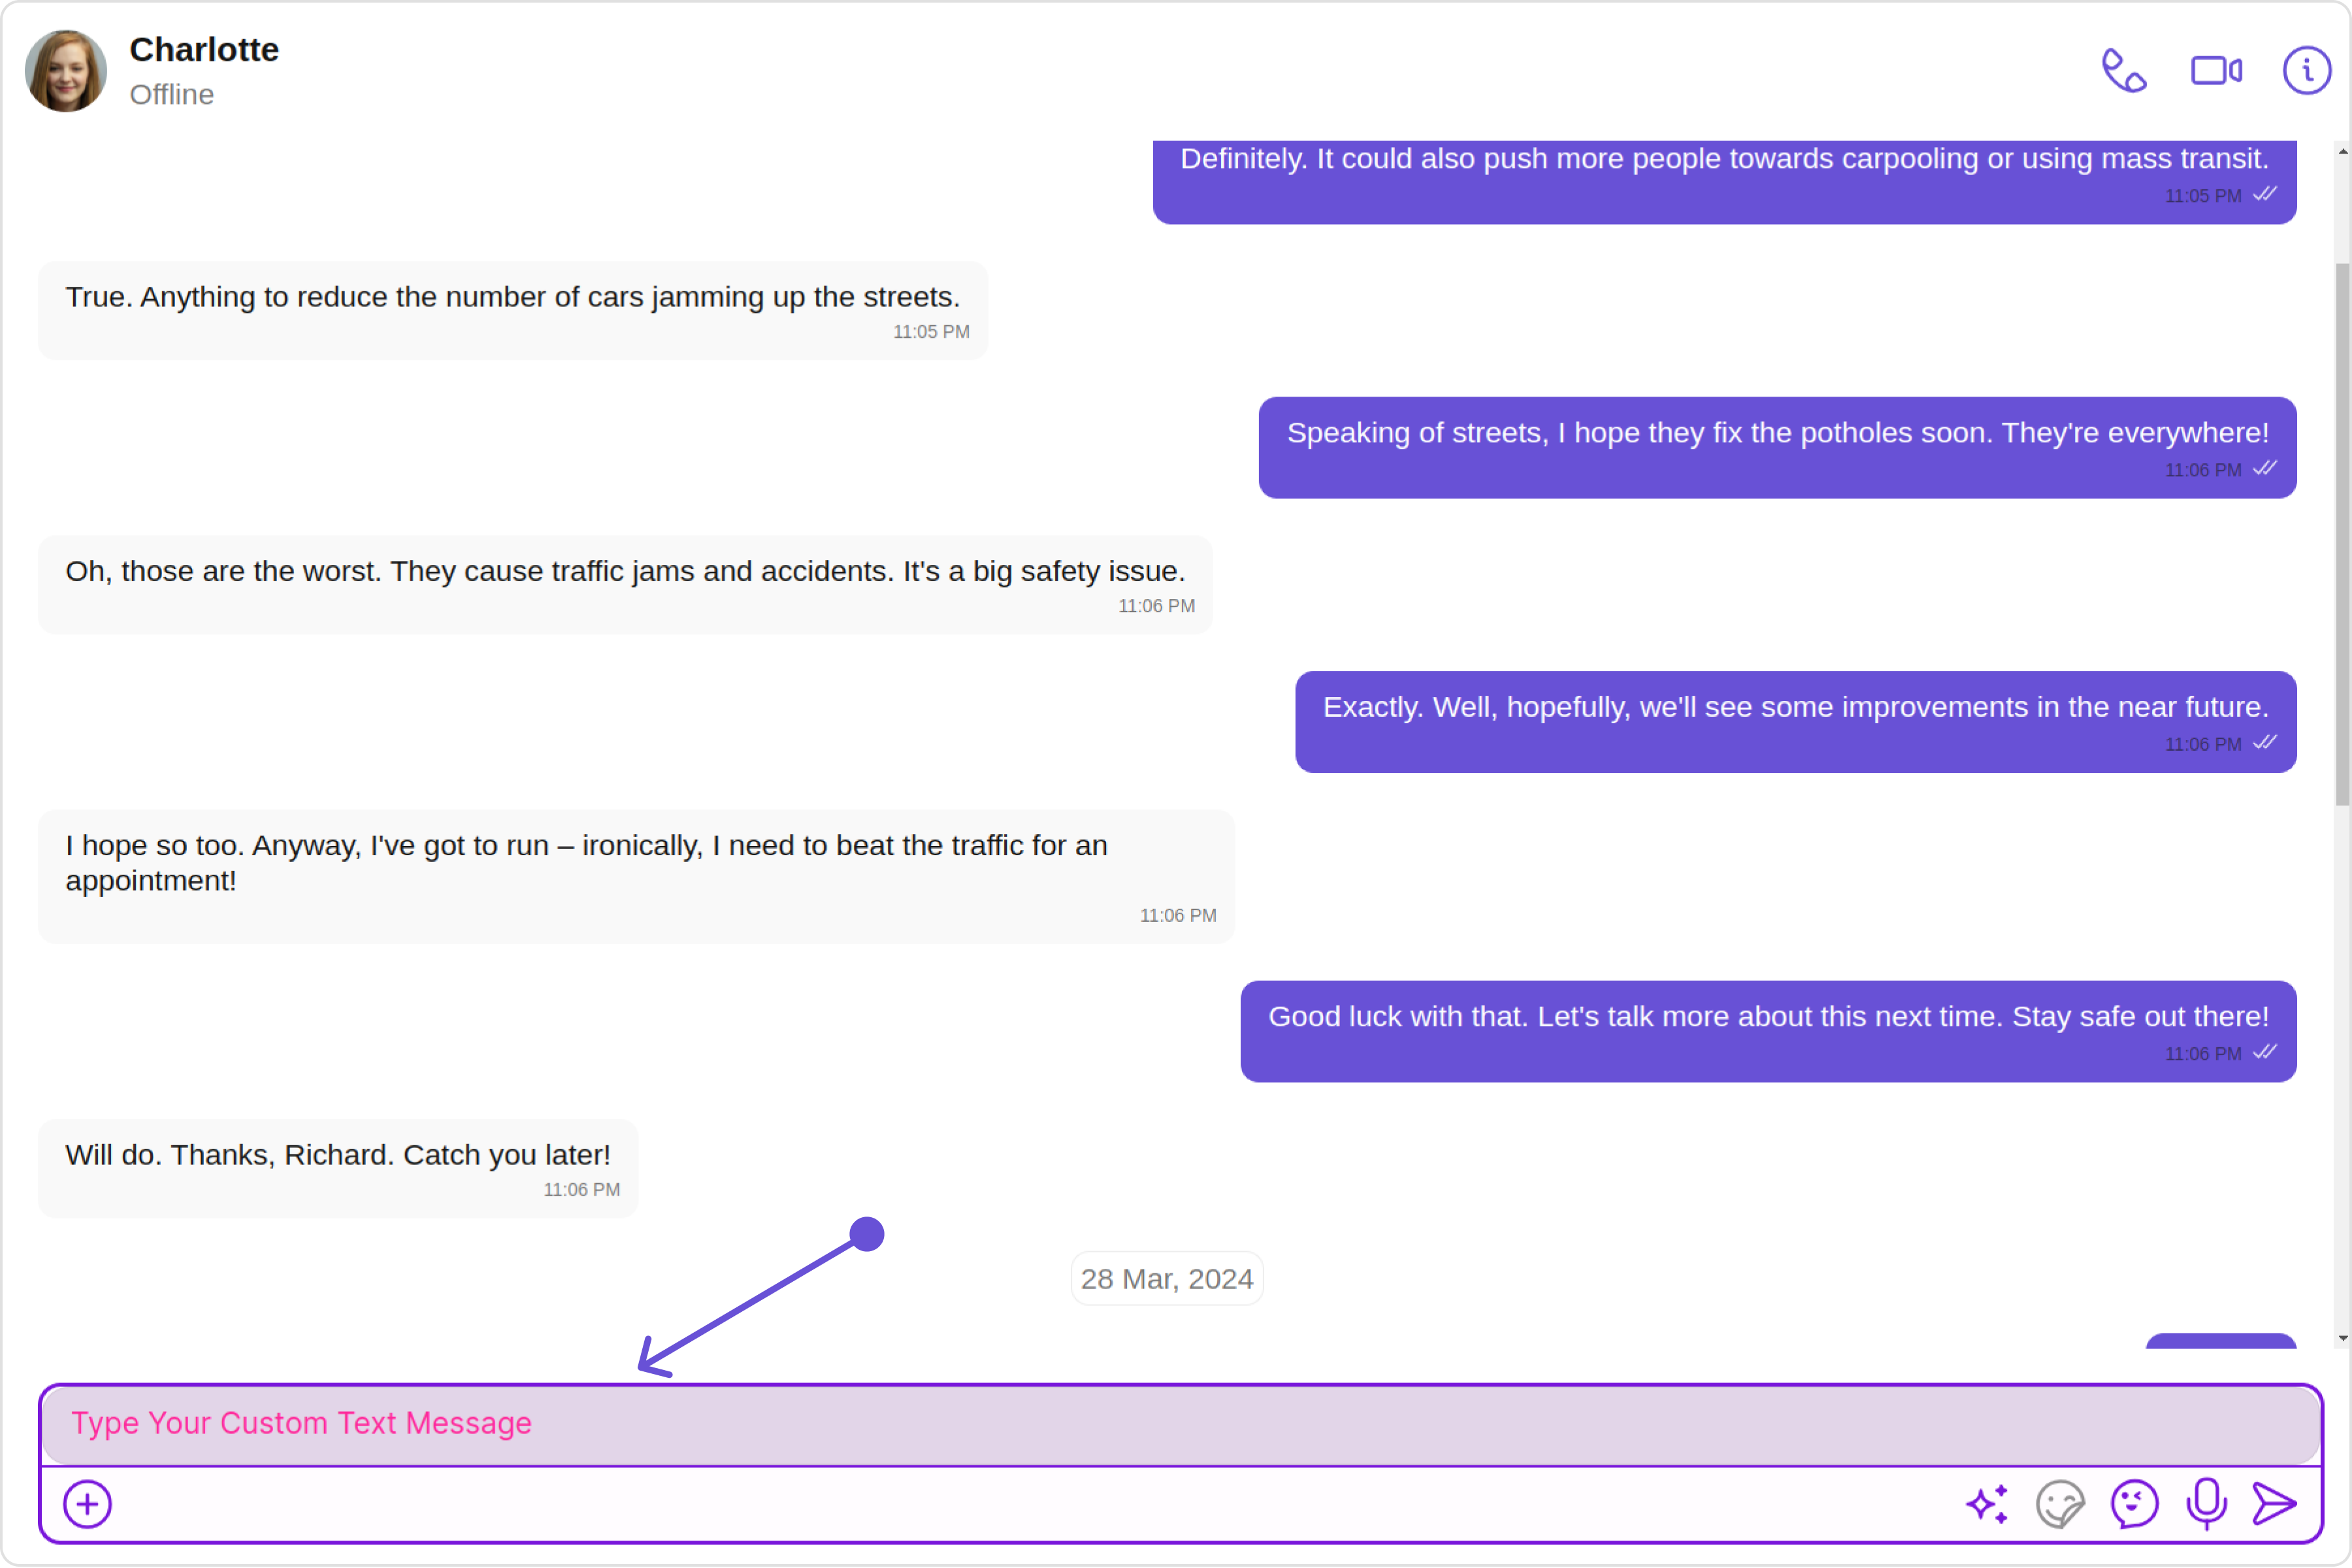 Charlotte
Offline
Definitely. It could also push more people towards carpooling or using mass transit.
11:05 PM
True. Anything to reduce the number of cars jamming up the streets.
11:05 PM
Speaking of streets, I hope they fix the potholes soon. They're everywhere!
11:06 PM
Oh, those are the worst. They cause traffic jams and accidents. It's a big safety issue.
11:06 PM
Exactly. Well, hopefully, we'll see some improvements in the near future.
11:06 PM
I hope so too. Anyway, I've got to run – ironically, I need to beat the traffic for an
appointment!
11:06 PM
Good luck with that. Let's talk more about this next time. Stay safe out there!
11:06 PM
Will do. Thanks, Richard. Catch you later!
11:06 PM
28 Mar, 2024
Type Your Custom Text Message